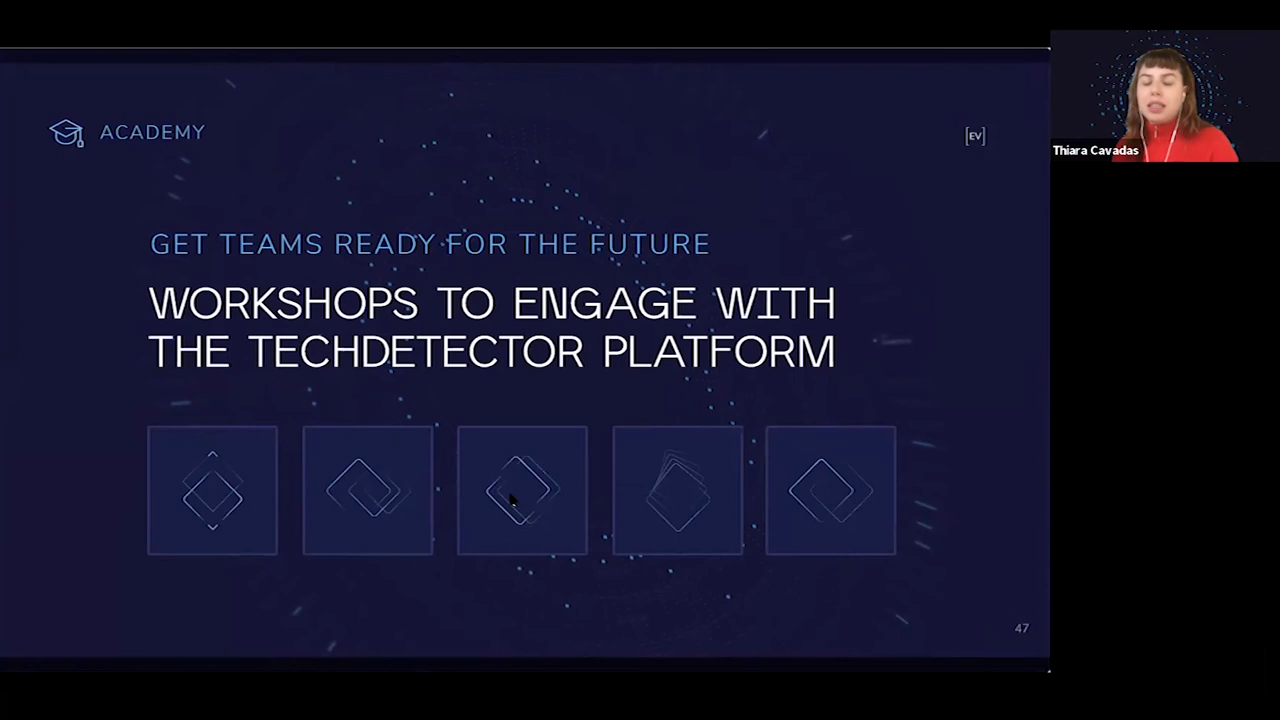 ACADEMY
[EV]
GET TEAMS READY FOR THE FUTURE
WORKSHOPS TO ENGAGE WITH
THE TECHDETECTOR PLATFORM
47
Thiara Cavadas